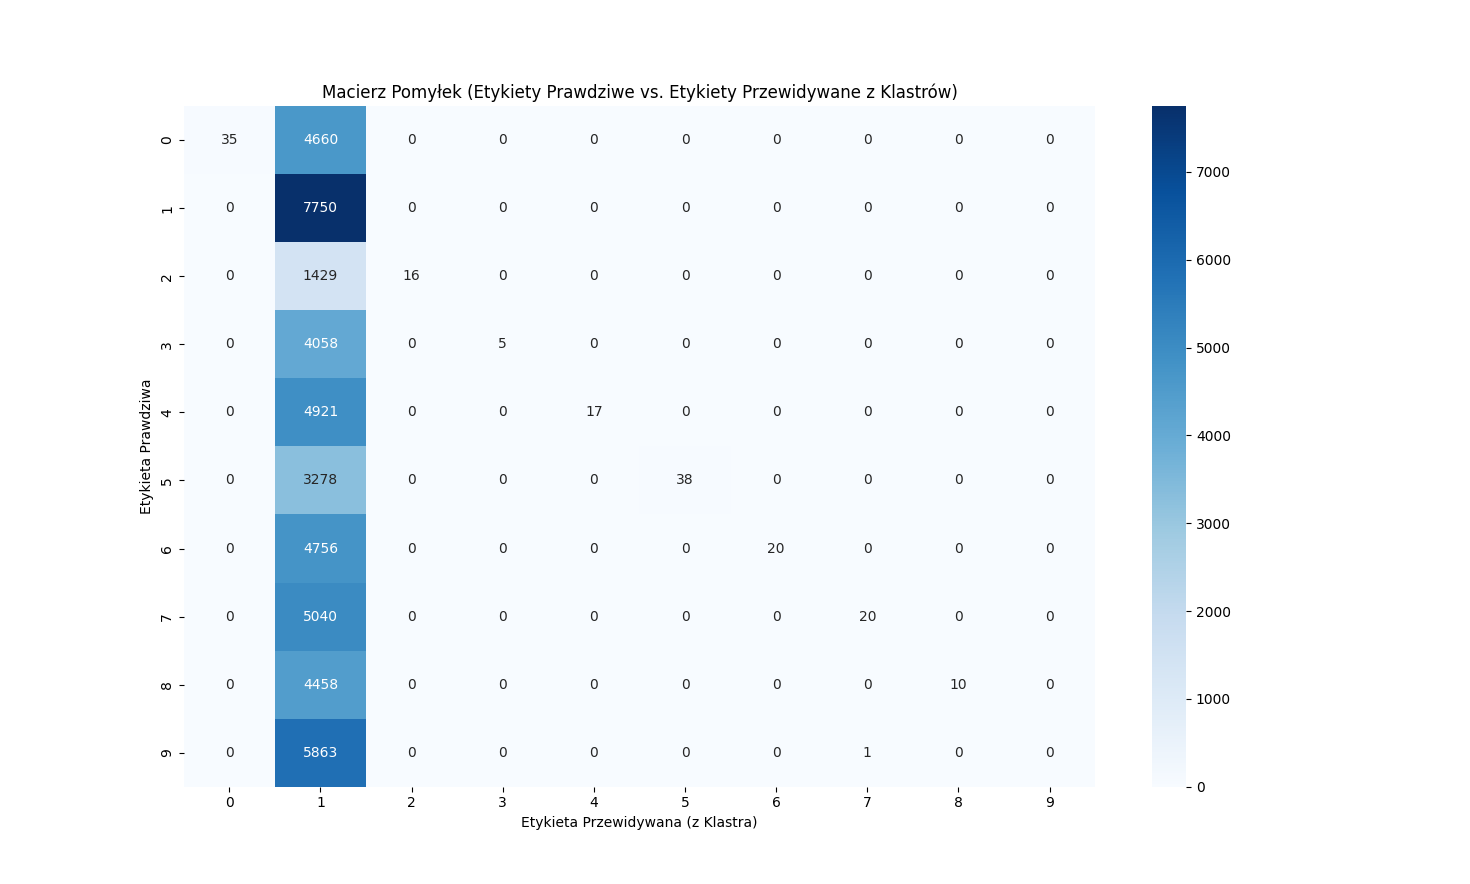 Macierz Pomyłek (Etykiety Prawdziwe vs. Etykiety Przewidywane z Klastrów)
0 35 4660 0 0 0 0 0 0 0 0
1 0 7750 0 0 0 0 0 0 0 0
2 0 1429 16 0 0 0 0 0 0 0
3 0 4058 0 5 0 0 0 0 0 0
4 0 4921 0 0 17 0 0 0 0 0
5 0 3278 0 0 0 38 0 0 0 0
6 0 4756 0 0 0 0 20 0 0 0
7 0 5040 0 0 0 0 0 20 0 0
8 0 4458 0 0 0 0 0 0 10 0
9 0 5863 0 0 0 0 0 1 0 0
0 1 2 3 4 5 6 7 8 9
Etykieta Prawdziwa
Etykieta Przewidywana (z Klastra)
7000
6000
5000
4000
3000
2000
1000
0